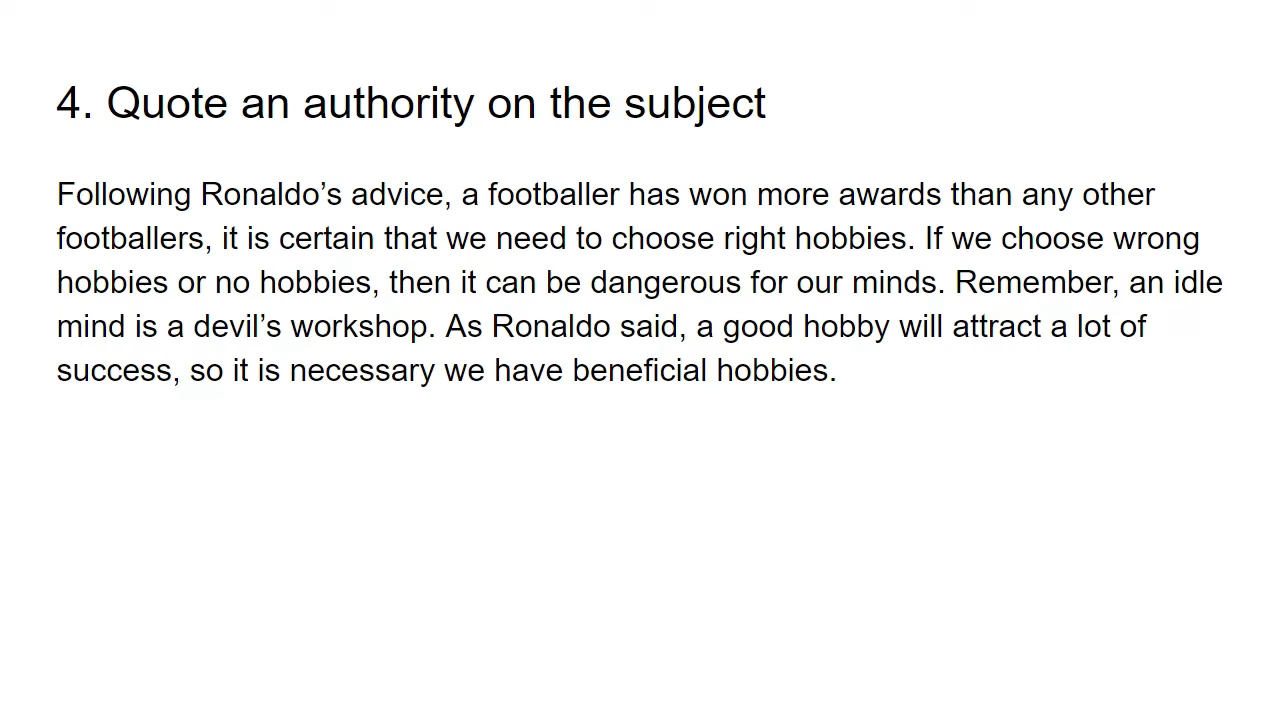 4. Quote an authority on the subject
Following Ronaldo’s advice, a footballer has won more awards than any other
footballers, it is certain that we need to choose right hobbies. If we choose wrong
hobbies or no hobbies, then it can be dangerous for our minds. Remember, an idle
mind is a devil’s workshop. As Ronaldo said, a good hobby will attract a lot of
success, so it is necessary we have beneficial hobbies.